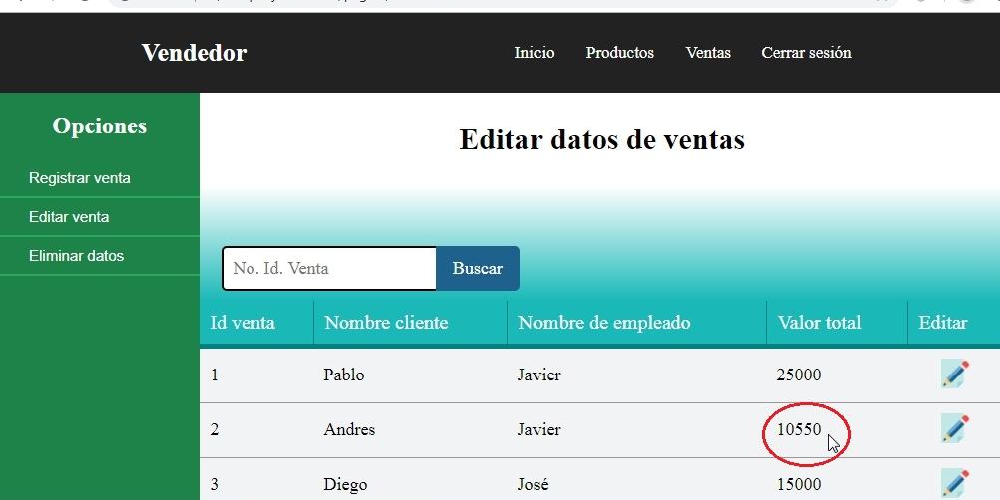 Vendedor Inicio Productos Ventas Cerrar sesión
Opciones
Registrar venta
Editar venta
Eliminar datos
Editar datos de ventas
No. Id. Venta Buscar
Id venta Nombre cliente Nombre de empleado Valor total Editar
1 Pablo Javier 25000
2 Andres Javier 10550
3 Diego José 15000